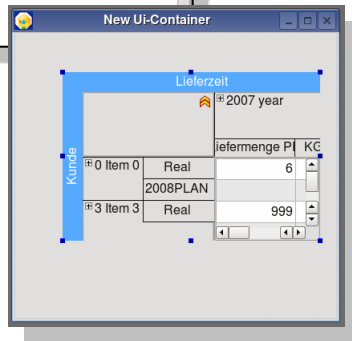 New Ui-Container
Lieferzeit
2007 year
iefermenge Pl KG
Kunde
0 Item 0 Real 6
2008PLAN
3 Item 3 Real 999